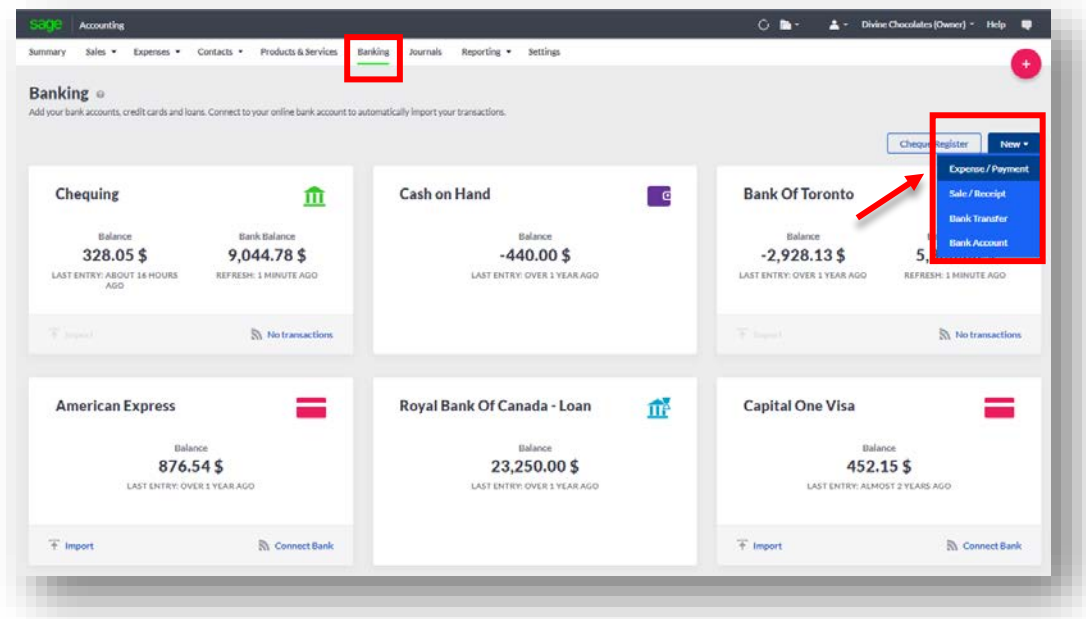 sage Accounting Divine Chocolates (Owner) Help
Summary Sales Expenses Contacts Products & Services Banking Journals Reporting Settings
+
Banking
Add your bank accounts, credit cards and loans. Connect to your online bank account to automatically import your transactions.
Cheque Register New
Expense / Payment
Sale / Receipt
Bank Transfer
Bank Account
Chequing
Balance Bank Balance
328.05 $ 9,044.78 $
LAST ENTRY: ABOUT 16 HOURS AGO REFRESH: 1 MINUTE AGO
Import No transactions
Cash on Hand
Balance
-440.00 $
LAST ENTRY: OVER 1 YEAR AGO
Bank Of Toronto
Balance
-2,928.13 $ 5,
LAST ENTRY: OVER 1 YEAR AGO REFRESH: 1 MINUTE AGO
Import No transactions
American Express
Balance
876.54 $
LAST ENTRY: OVER 1 YEAR AGO
Import Connect Bank
Royal Bank Of Canada - Loan
Balance
23,250.00 $
LAST ENTRY: OVER 1 YEAR AGO
Capital One Visa
Balance
452.15 $
LAST ENTRY: ALMOST 2 YEARS AGO
Import Connect Bank